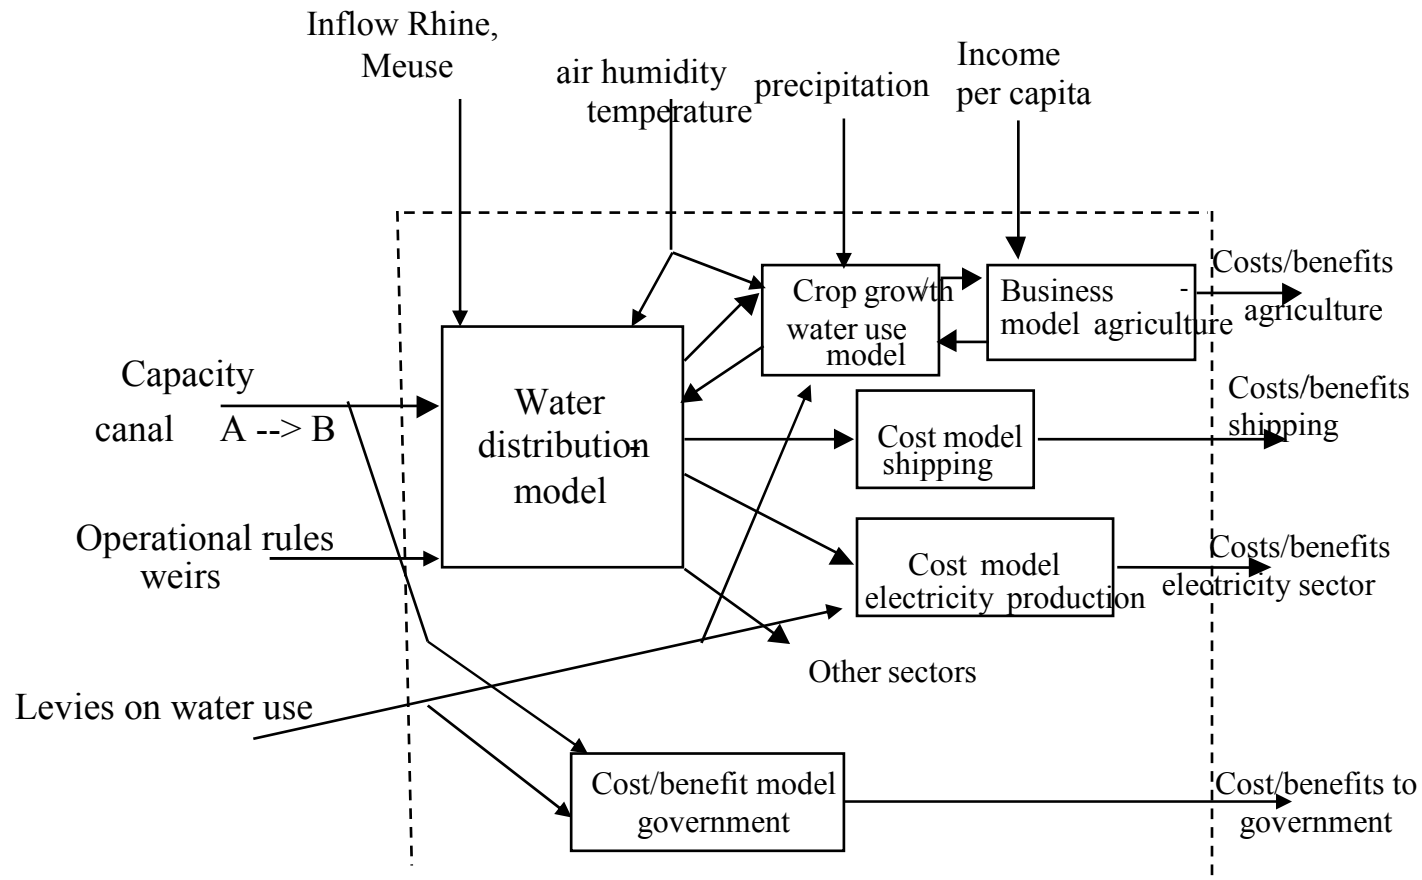 Inflow Rhine,
Meuse
air humidity
temperature
precipitation
Income
per capita
Crop growth/
water use
model
Business -
model agriculture
Costs/benefits
agriculture
Capacity
canal A --> B
Water
distribution-
model
Cost model
shipping
Costs/benefits
shipping
Operational rules
weirs
Cost model
electricity production
Costs/benefits
electricity sector
Other sectors
Levies on water use
Cost/benefit model
government
Cost/benefits to
government